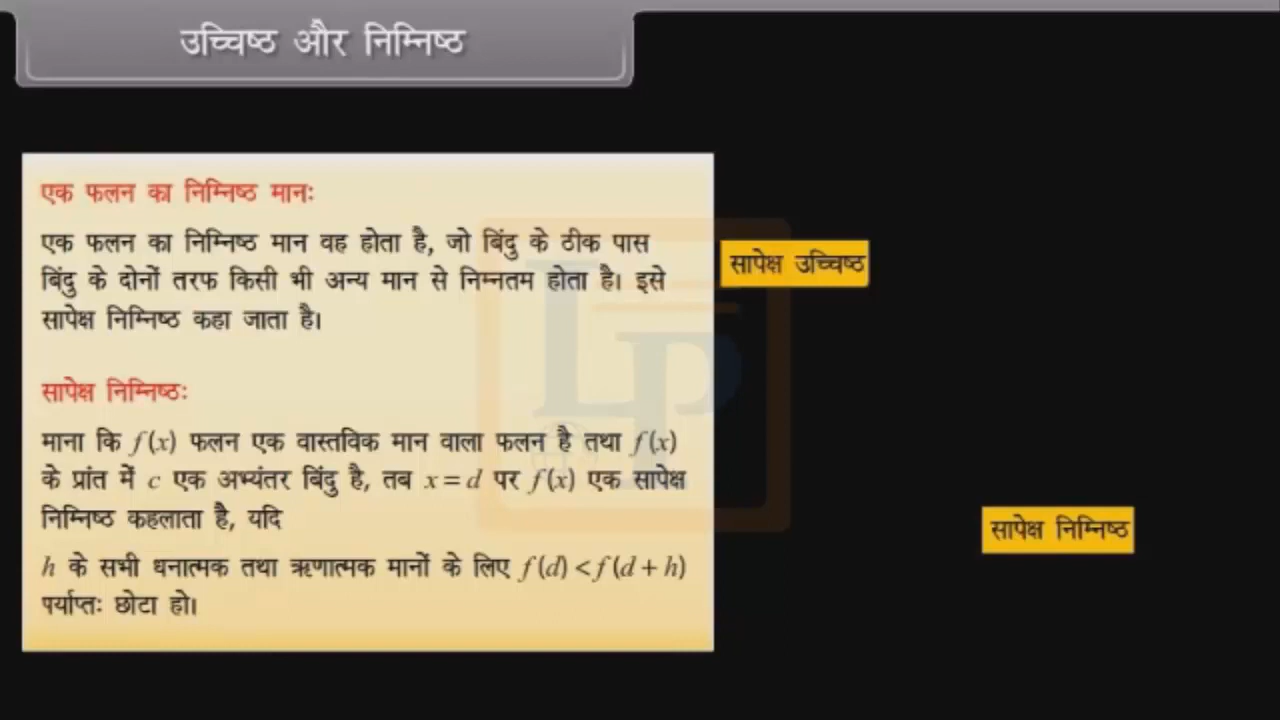 उच्चिष्ठ और निम्निष्ठ
एक फलन का निम्निष्ठ मानः
एक फलन का निम्निष्ठ मान वह होता है, जो बिंदु के ठीक पास
बिंदु के दोनों तरफ किसी भी अन्य मान से निम्नतम होता है। इसे
सापेक्ष निम्निष्ठ कहा जाता है।
सापेक्ष उच्चिष्ठ
सापेक्ष निम्निष्ठः
माना कि f(x) फलन एक वास्तविक मान वाला फलन है तथा f(x)
के प्रांत में c एक अभ्यंतर बिंदु है, तब x = d पर f(x) एक सापेक्ष
निम्निष्ठ कहलाता है, यदि
h के सभी धनात्मक तथा ऋणात्मक मानों के लिए f(d) < f(d + h)
पर्याप्तः छोटा हो।
सापेक्ष निम्निष्ठ
LP